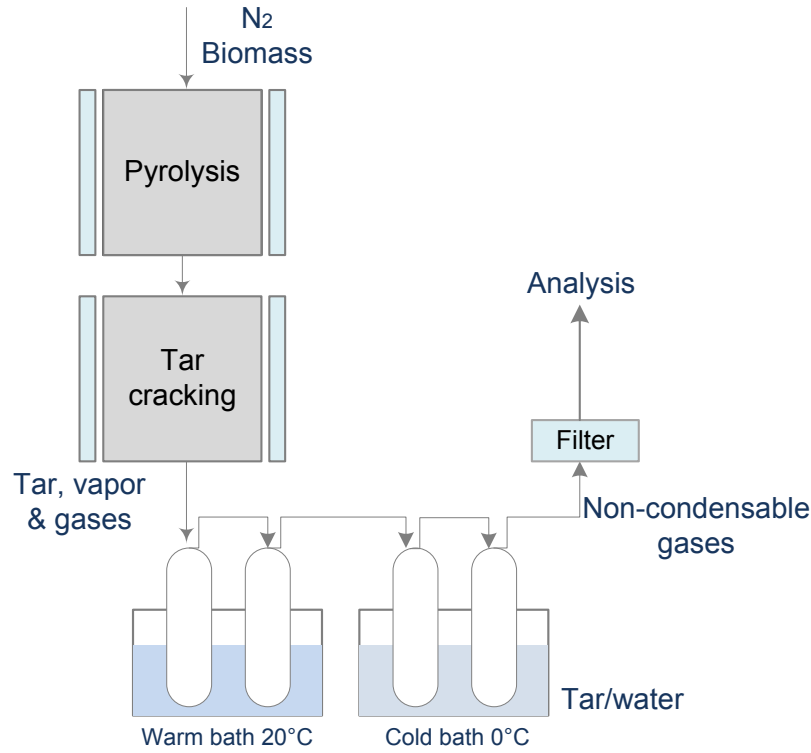 N2
Biomass
Pyrolysis
Tar
cracking
Analysis
Filter
Tar, vapor
& gases
Non-condensable
gases
Tar/water
Warm bath 20°C
Cold bath 0°C